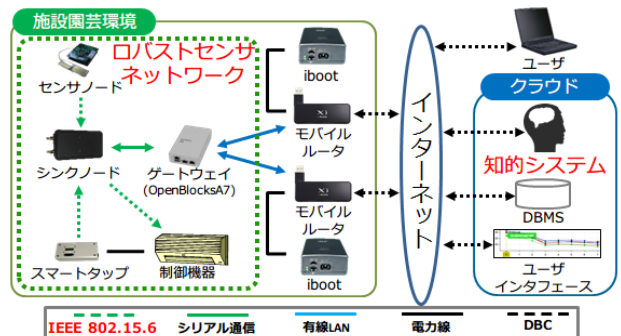 施設園芸環境
ロバストセンサ
ネットワーク
センサノード
シンクノード
ゲートウェイ
(OpenBlocksA7)
スマートタップ
制御機器
iboot
モバイル
ルータ
モバイル
ルータ
iboot
インターネット
ユーザ
クラウド
知的システム
DBMS
ユーザ
インタフェース
IEEE 802.15.6 シリアル通信 有線LAN 電力線 DBC